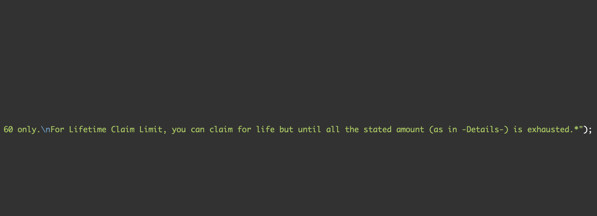 60 only.\nFor Lifetime Claim Limit, you can claim for life but until all the stated amount (as in -Details-) is exhausted.*");